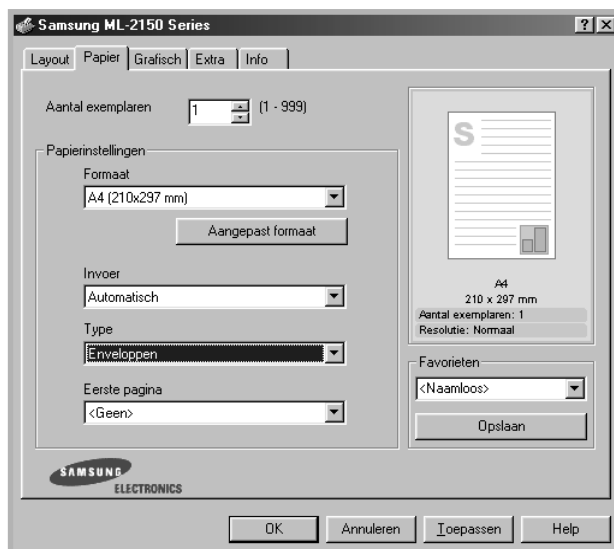 Samsung ML-2150 Series
Layout Papier Grafisch Extra Info
Aantal exemplaren 1 (1 - 999)
Papierinstellingen
Formaat
A4 (210x297 mm)
Aangepast formaat
Invoer
Automatisch
Type
Enveloppen
Eerste pagina
<Geen>
S
A4
210 x 297 mm
Aantal exemplaren: 1
Resolutie: Normaal
Favorieten
<Naamloos>
Opslaan
SAMSUNG
ELECTRONICS
OK Annuleren Toepassen Help